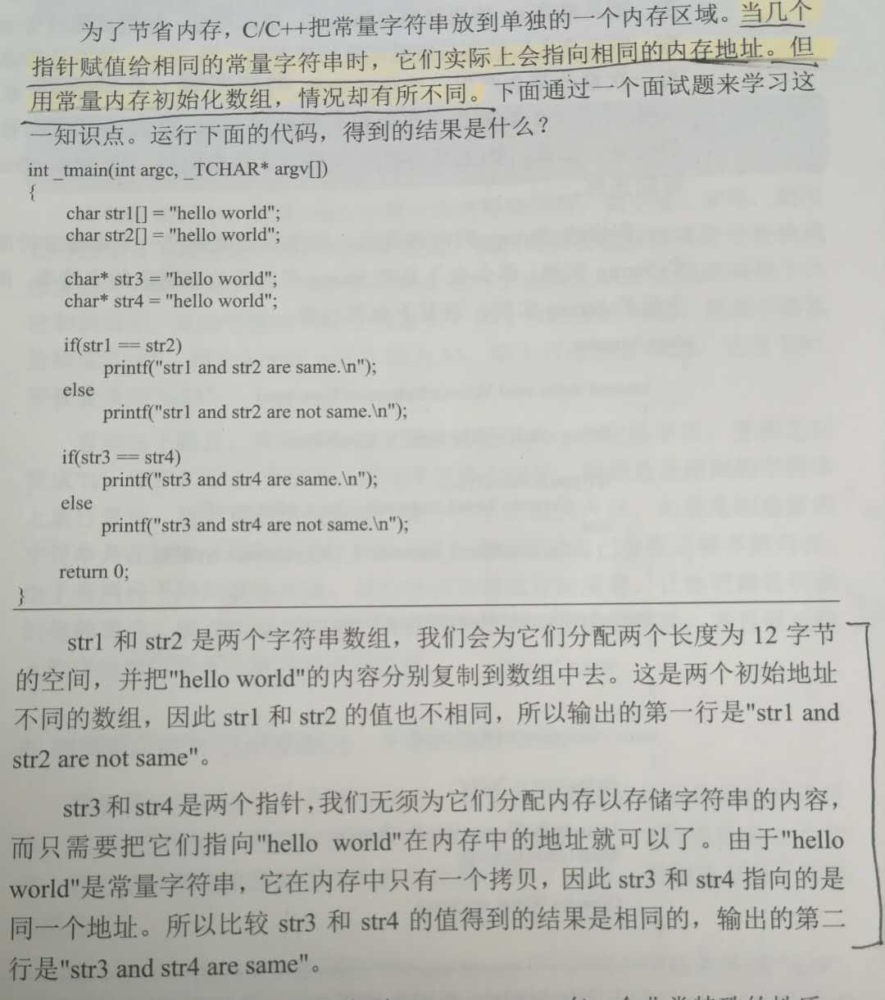 为了节省内存，C/C++把常量字符串放到单独的一个内存区域。当几个
指针赋值给相同的常量字符串时，它们实际上会指向相同的内存地址。但
用常量内存初始化数组，情况却有所不同。下面通过一个面试题来学习这
一知识点。运行下面的代码，得到的结果是什么？
int _tmain(int argc, _TCHAR* argv[])
{
char str1[] = "hello world";
char str2[] = "hello world";
char* str3 = "hello world";
char* str4 = "hello world";
if(str1 == str2)
printf("str1 and str2 are same.\n");
else
printf("str1 and str2 are not same.\n");
if(str3 == str4)
printf("str3 and str4 are same.\n");
else
printf("str3 and str4 are not same.\n");
return 0;
}
str1 和 str2 是两个字符串数组，我们会为它们分配两个长度为 12 字节
的空间，并把"hello world"的内容分别复制到数组中去。这是两个初始地址
不同的数组，因此 str1 和 str2 的值也不相同，所以输出的第一行是"str1 and
str2 are not same"。
str3 和 str4 是两个指针，我们无须为它们分配内存以存储字符串的内容，
而只需要把它们指向"hello world"在内存中的地址就可以了。由于"hello
world"是常量字符串，它在内存中只有一个拷贝，因此 str3 和 str4 指向的是
同一个地址。所以比较 str3 和 str4 的值得到的结果是相同的，输出的第二
行是"str3 and str4 are same"。